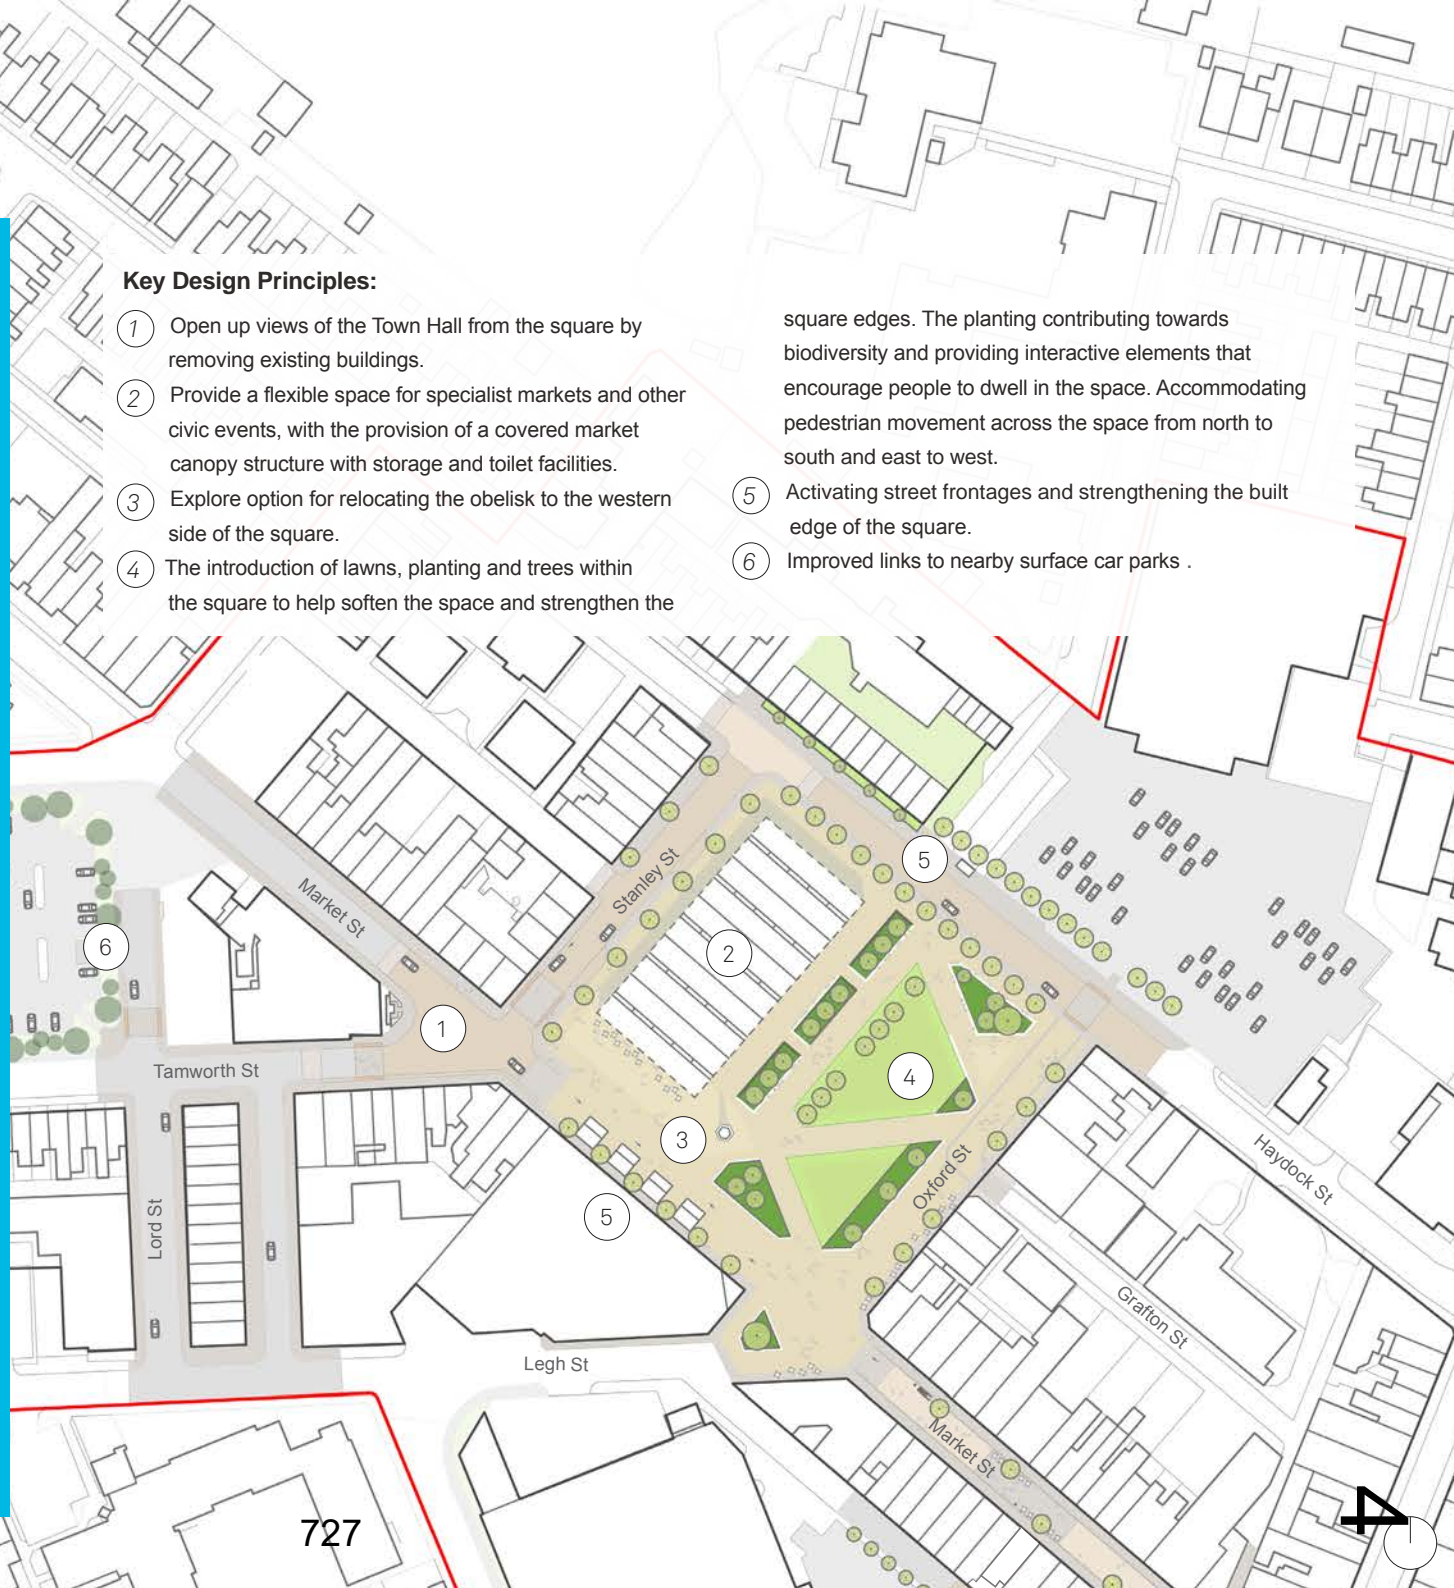 Key Design Principles:
1 Open up views of the Town Hall from the square by
removing existing buildings.
2 Provide a flexible space for specialist markets and other
civic events, with the provision of a covered market
canopy structure with storage and toilet facilities.
3 Explore option for relocating the obelisk to the western
side of the square.
4 The introduction of lawns, planting and trees within
the square to help soften the space and strengthen the
square edges. The planting contributing towards
biodiversity and providing interactive elements that
encourage people to dwell in the space. Accommodating
pedestrian movement across the space from north to
south and east to west.
5 Activating street frontages and strengthening the built
edge of the square.
6 Improved links to nearby surface car parks .
5
Stanley St
Market St
6
2
1
Tamworth St
4
3
Haydock St
Oxford St
5
Lord St
Grafton St
Legh St
Market St
727
4